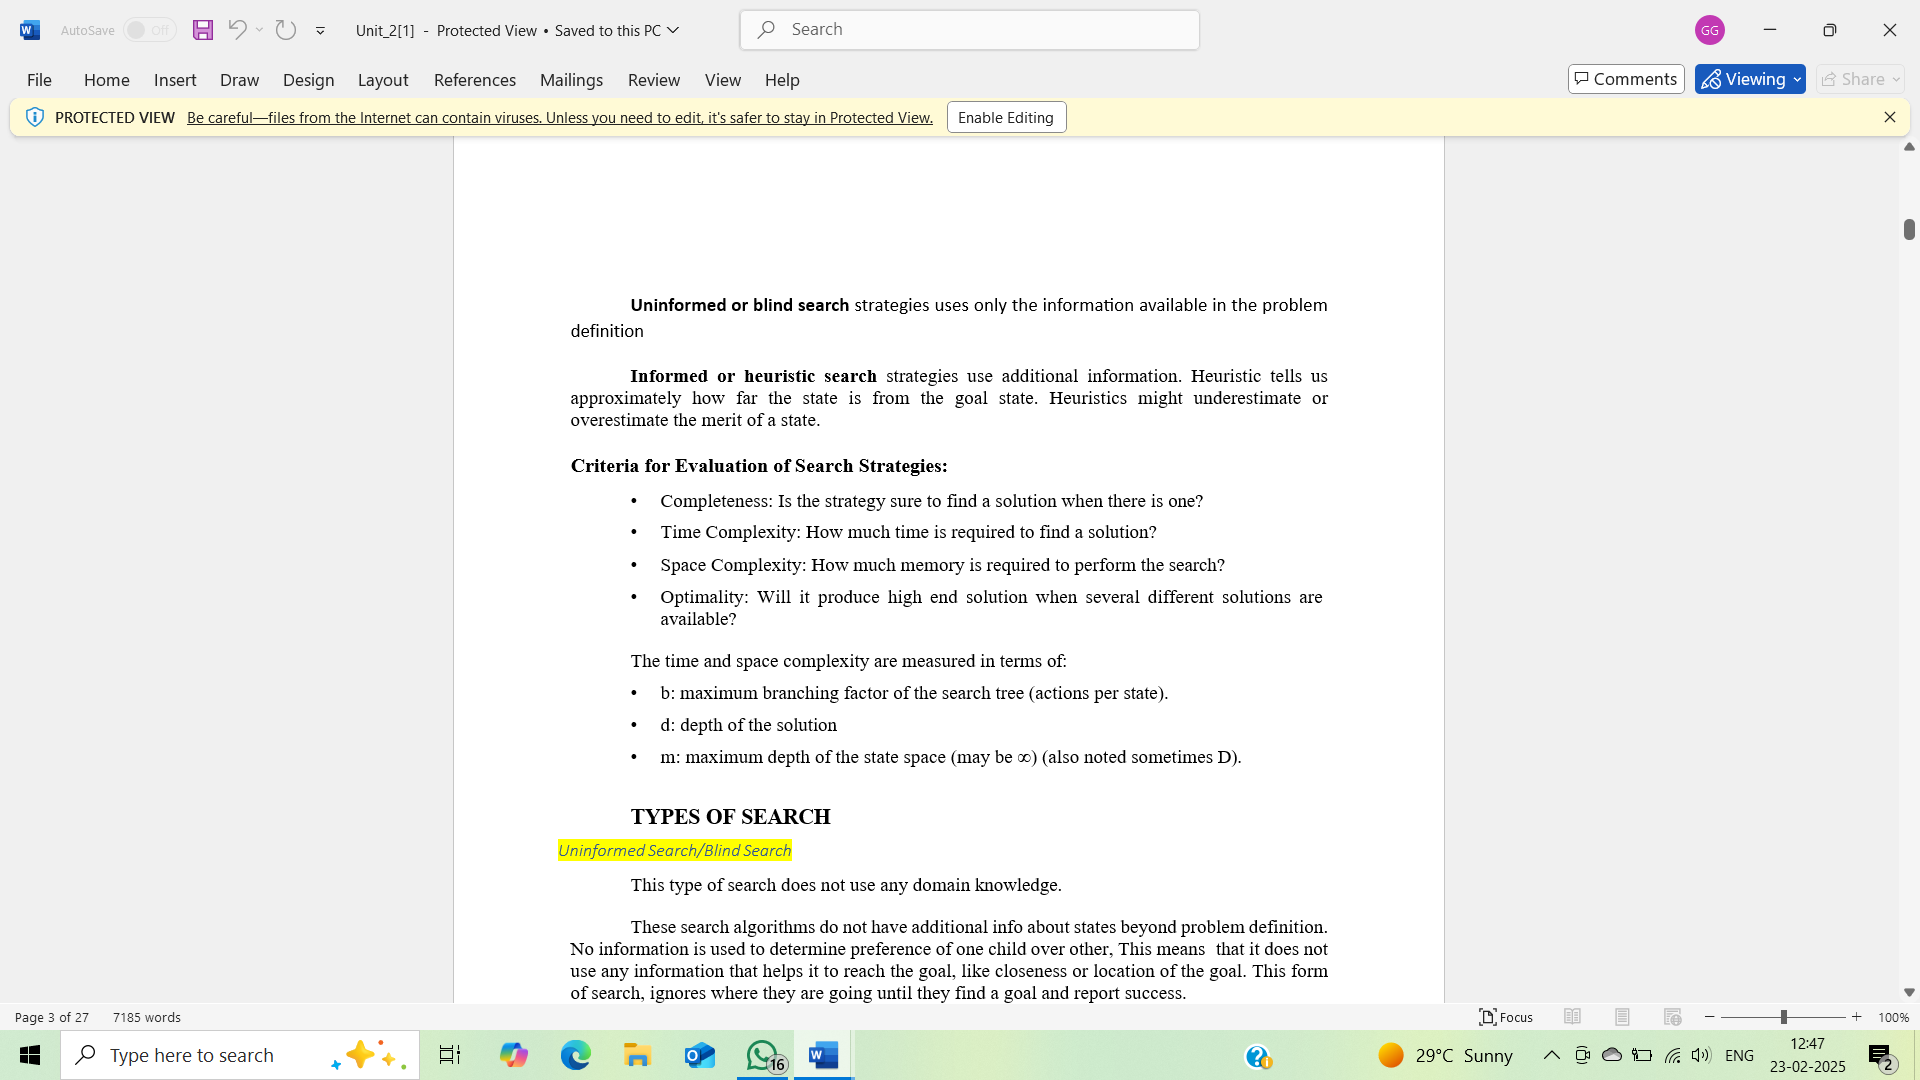 AutoSave Off Unit_2[1] - Protected View • Saved to this PC Search GG
File Home Insert Draw Design Layout References Mailings Review View Help Comments Viewing Share
PROTECTED VIEW Be careful—files from the Internet can contain viruses. Unless you need to edit, it's safer to stay in Protected View. Enable Editing
Uninformed or blind search strategies uses only the information available in the problem
definition
Informed or heuristic search strategies use additional information. Heuristic tells us
approximately how far the state is from the goal state. Heuristics might underestimate or
overestimate the merit of a state.
Criteria for Evaluation of Search Strategies:
• Completeness: Is the strategy sure to find a solution when there is one?
• Time Complexity: How much time is required to find a solution?
• Space Complexity: How much memory is required to perform the search?
• Optimality: Will it produce high end solution when several different solutions are
available?
The time and space complexity are measured in terms of:
• b: maximum branching factor of the search tree (actions per state).
• d: depth of the solution
• m: maximum depth of the state space (may be ∞) (also noted sometimes D).
TYPES OF SEARCH
Uninformed Search/Blind Search
This type of search does not use any domain knowledge.
These search algorithms do not have additional info about states beyond problem definition.
No information is used to determine preference of one child over other, This means  that it does not
use any information that helps it to reach the goal, like closeness or location of the goal. This form
of search, ignores where they are going until they find a goal and report success.
Page 3 of 27 7185 words Focus 100%
Type here to search 16 29°C Sunny ENG 12:47
23-02-2025 2